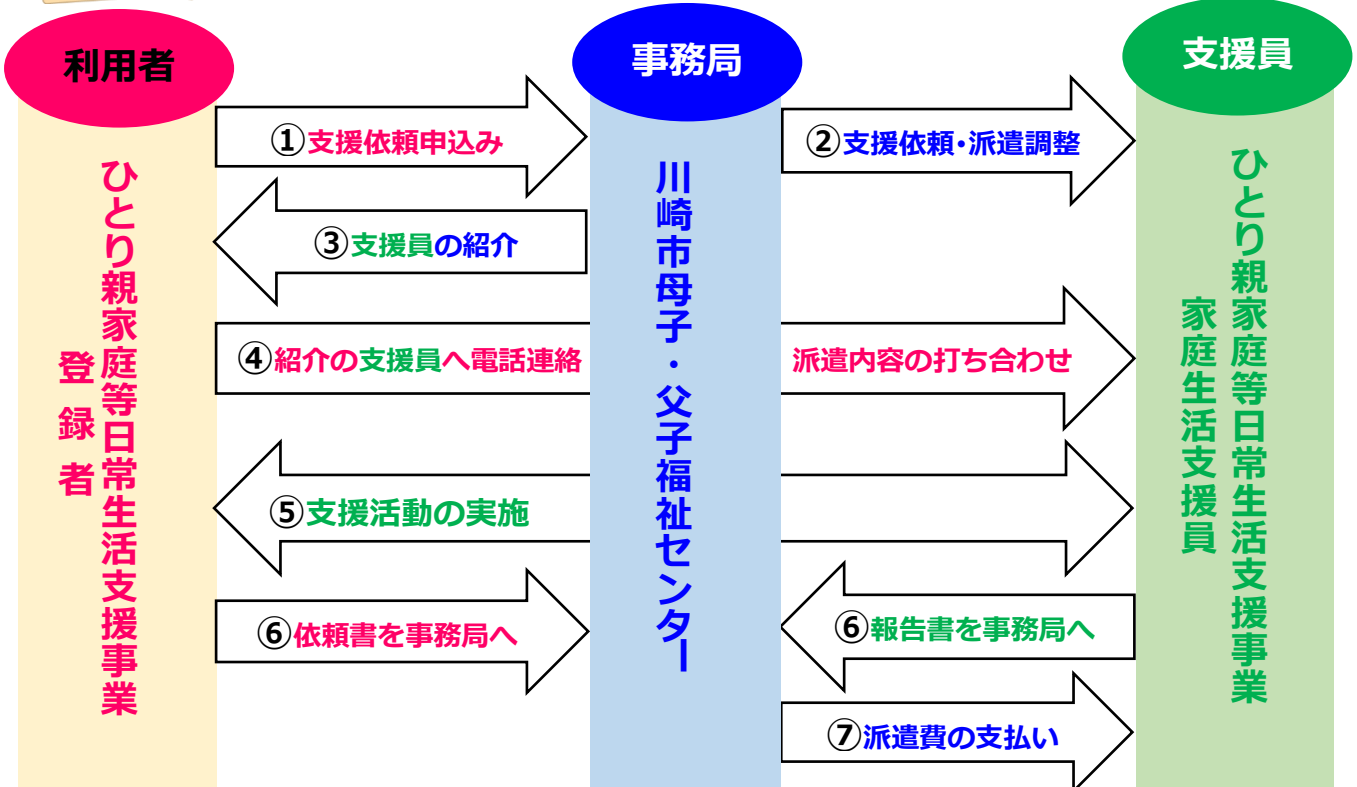 利用者
事務局
支援員
①支援依頼申込み
②支援依頼・派遣調整
③支援員の紹介
④紹介の支援員へ電話連絡
派遣内容の打ち合わせ
⑤支援活動の実施
⑥依頼書を事務局へ
⑥報告書を事務局へ
⑦派遣費の支払い
ひとり親家庭等日常生活支援事業
登録者
川崎市母子・父子福祉センター
ひとり親家庭等日常生活支援事業
家庭生活支援員